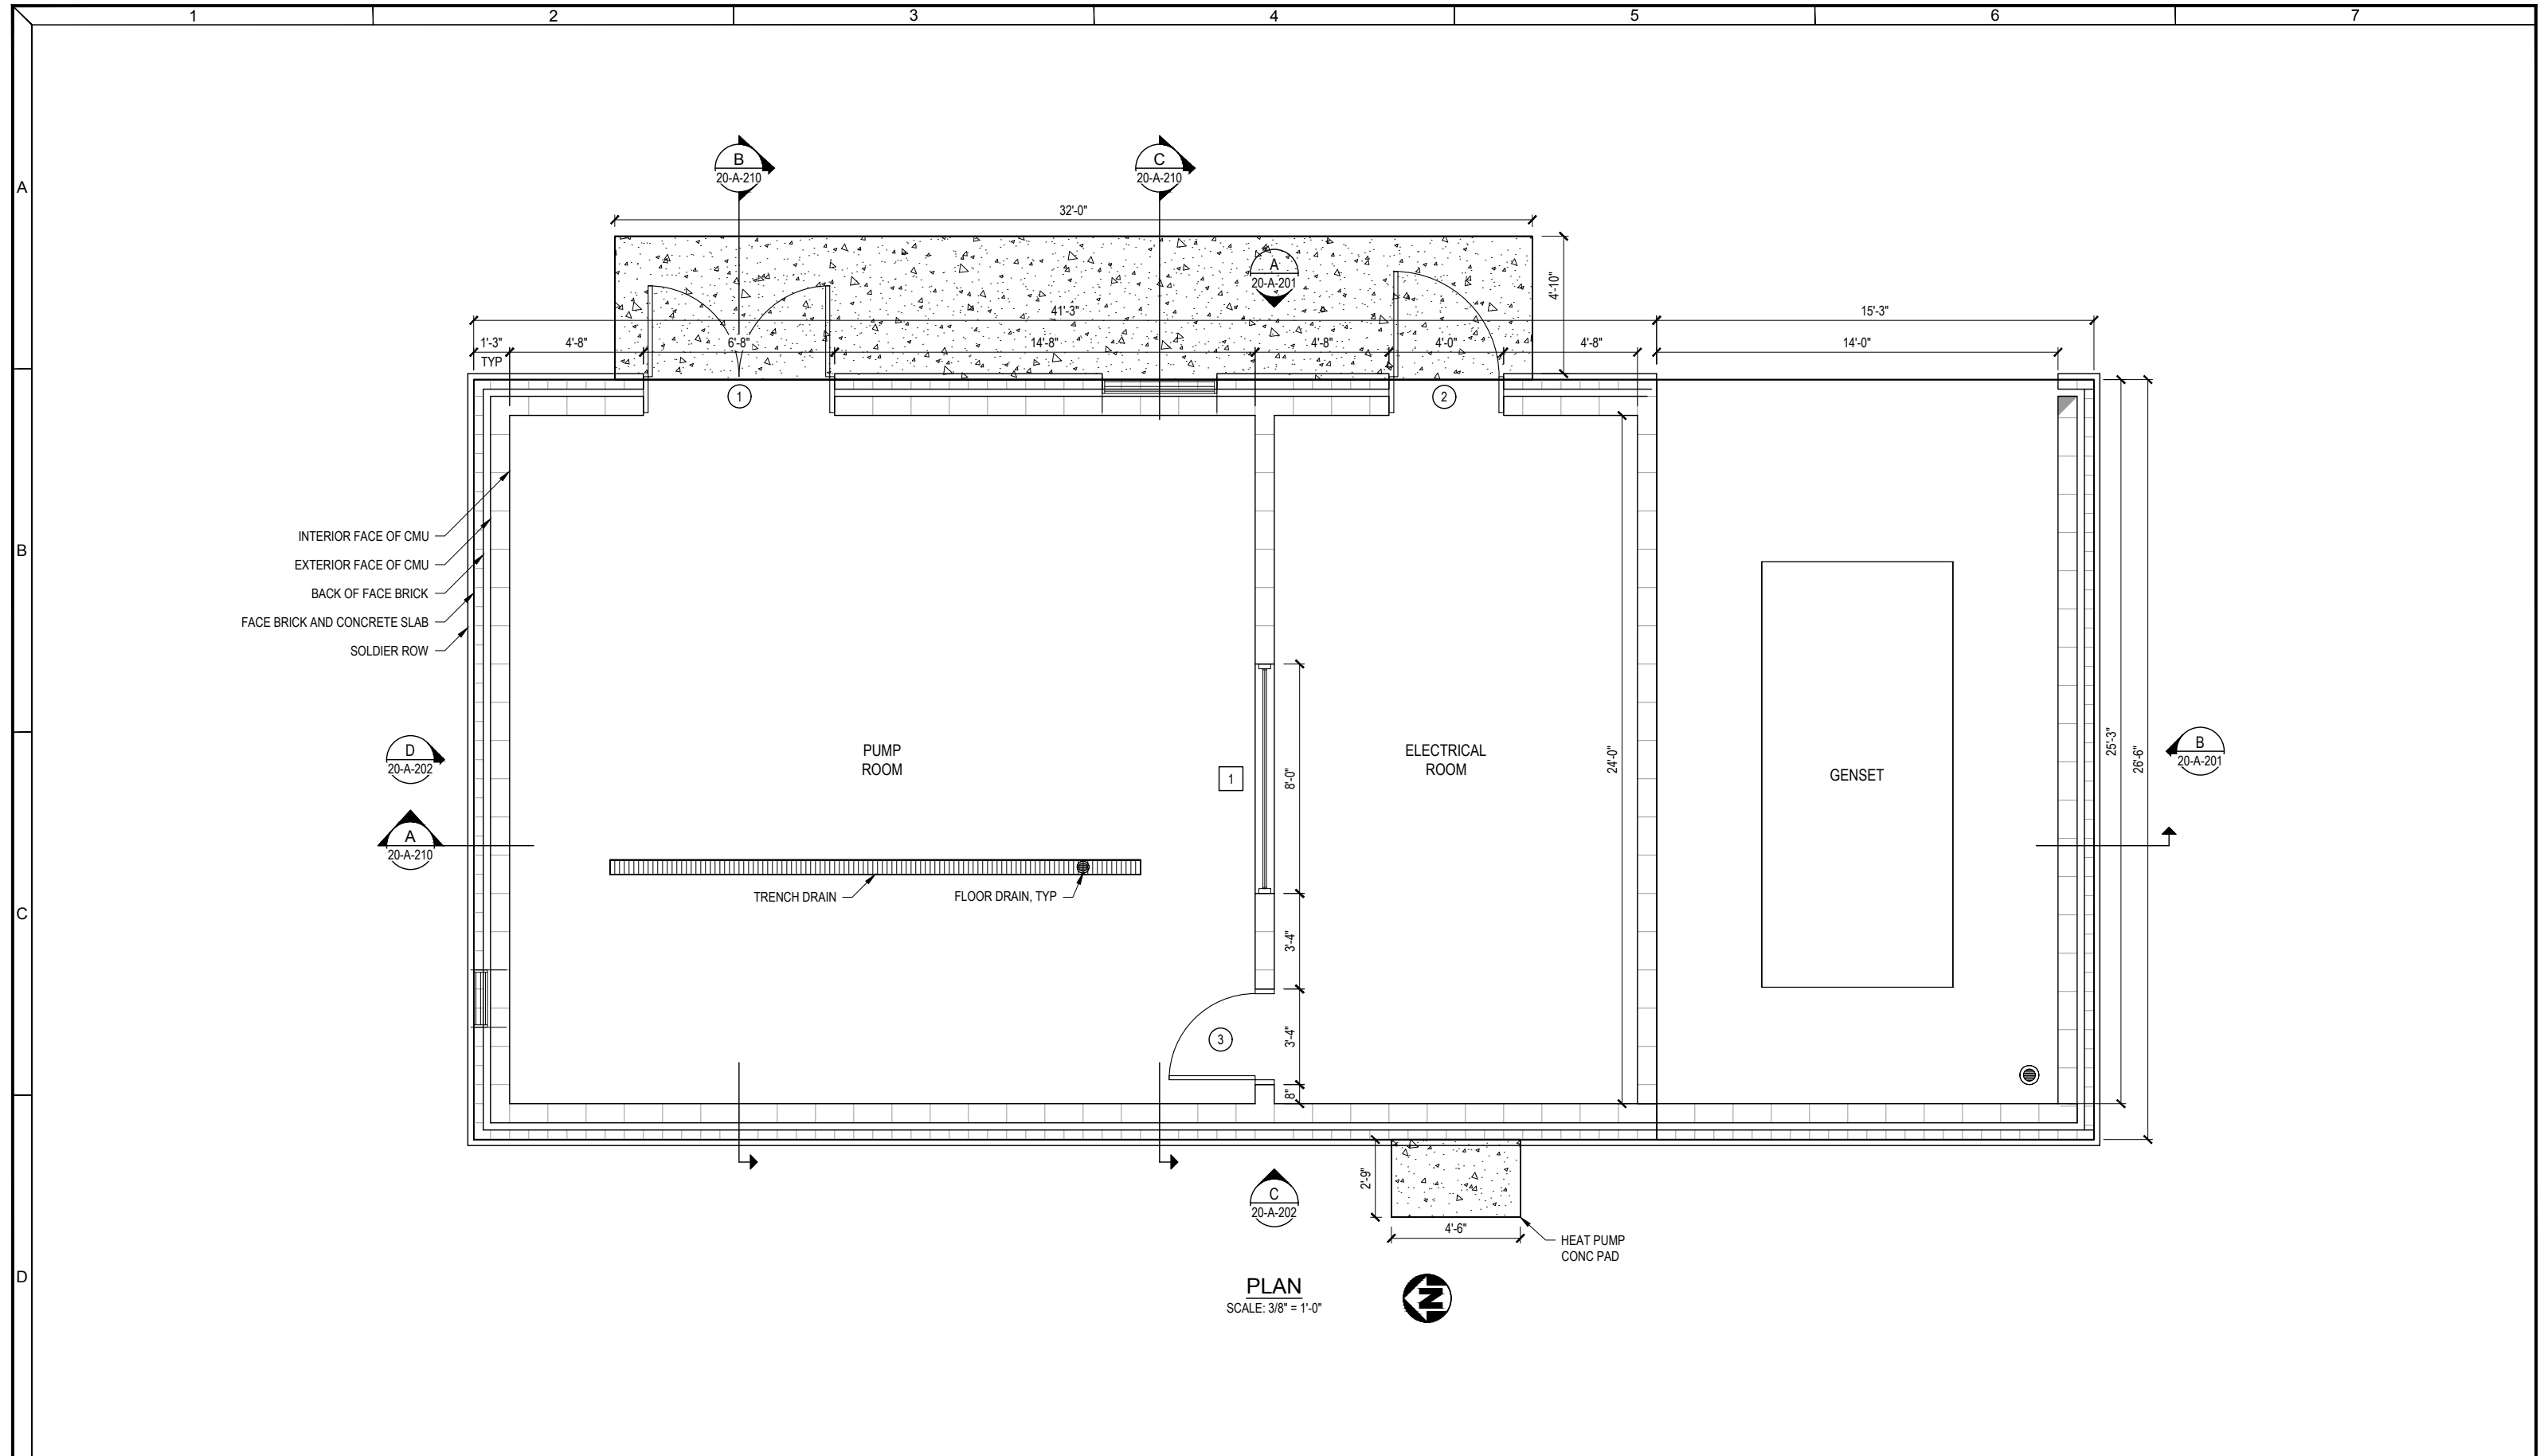 1 2 3 4 5 6 7
A
B
C
D
B
20-A-210
C
20-A-210
32'-0"
A
20-A-201
4'-10"
41'-3"
15'-3"
1'-3"
TYP
4'-8"
6'-8"
14'-8"
4'-8"
4'-0"
4'-8"
14'-0"
1
2
INTERIOR FACE OF CMU
EXTERIOR FACE OF CMU
BACK OF FACE BRICK
FACE BRICK AND CONCRETE SLAB
SOLDIER ROW
D
20-A-202
A
20-A-210
PUMP
ROOM
1
8'-0"
ELECTRICAL
ROOM
24'-0"
GENSET
25'-3"
26'-6"
B
20-A-201
TRENCH DRAIN
FLOOR DRAIN, TYP
3'-4"
3
3'-4"
8"
C
20-A-202
2'-9"
4'-6"
HEAT PUMP
CONC PAD
PLAN
SCALE: 3/8" = 1'-0"
N